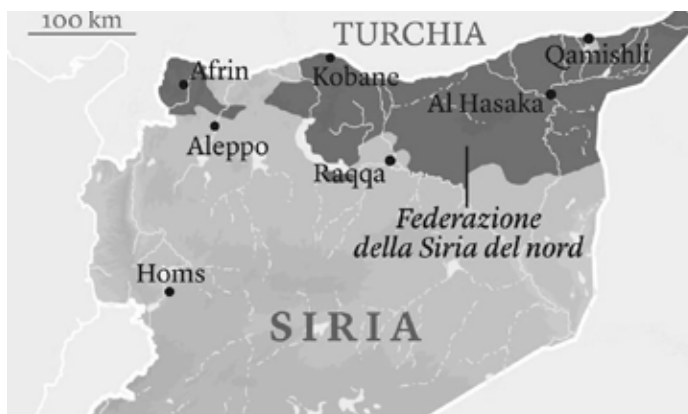 100 km
TURCHIA
Qamishli
Afrin
Kobane
Al Hasaka
Aleppo
Raqqa
Federazione
della Siria del nord
Homs
SIRIA